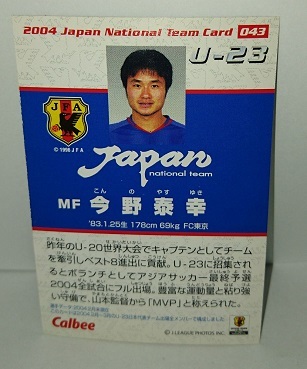 2004 Japan National Team Card 043
U-23
JFA
© 1996 JFA
Japan
national team
こん の やす ゆき
MF 今野泰幸
'83.1.25生 178cm 69kg FC東京
昨年のU-20世界大会でキャプテンとしてチーム
を牽引しベスト8進出に貢献。U-23に招集され
るとボランチとしてアジアサッカー最終予選
2004全試合にフル出場。豊富な運動量と粘り強
い守備で、山本監督から「MVP」と称えられた。
Calbee
© J.LEAGUE PHOTOS INC.